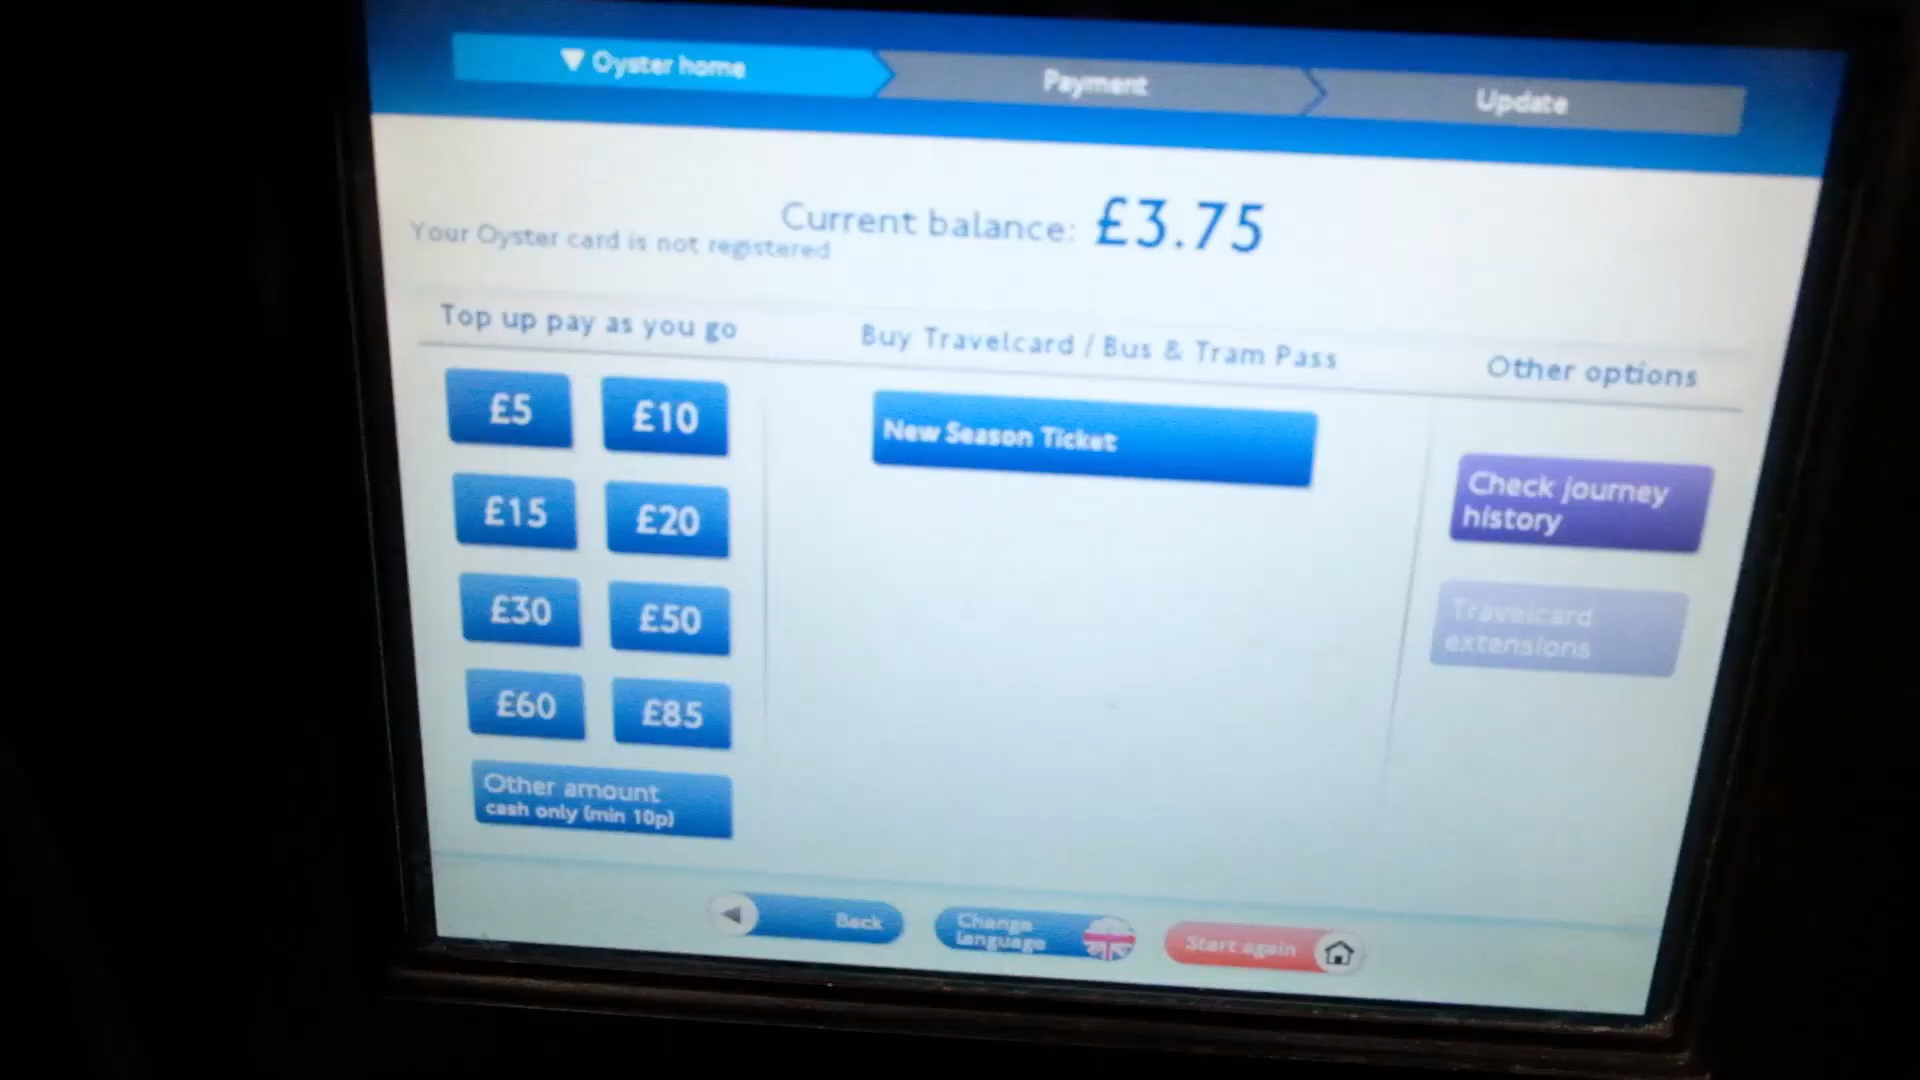 Oyster home
Payment
Update
Current balance: £3.75
Your Oyster card is not registered
Top up pay as you go
£5
£10
£15
£20
£30
£50
£60
£85
Other amount
cash only (min 10p)
Buy Travelcard / Bus & Tram Pass
New Season Ticket
Other options
Check journey
history
Travelcard
extensions
Back
Change
language
Start again